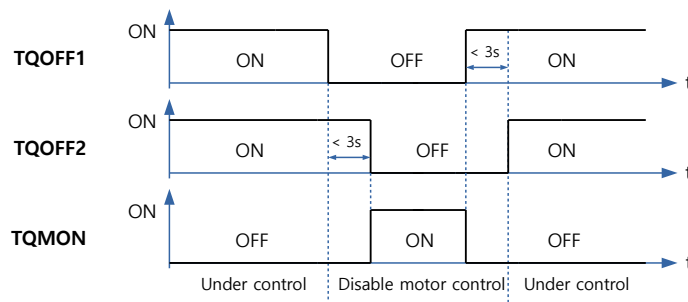 ON
TQOFF1
ON
OFF
< 3s
ON
t
ON
TQOFF2
ON
< 3s
OFF
ON
t
ON
TQMON
OFF
ON
OFF
t
Under control
Disable motor control
Under control